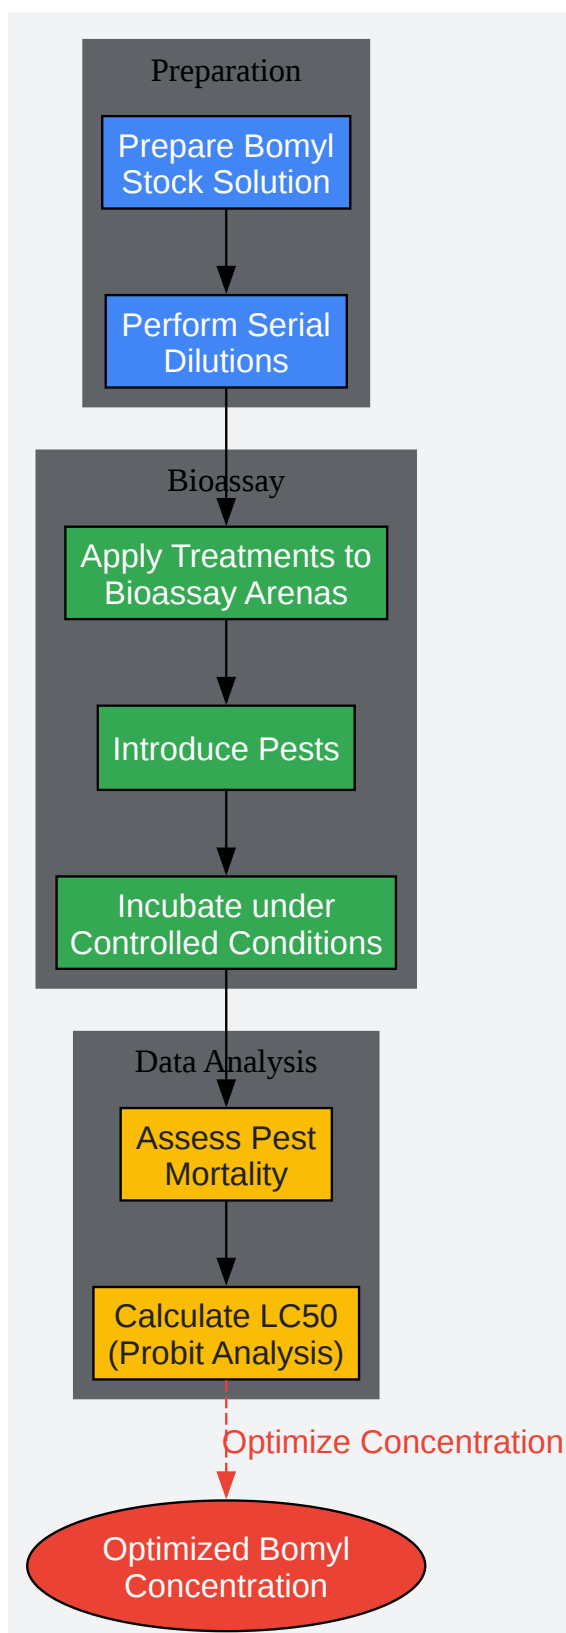 Preparation
Prepare Bomyl
Stock Solution
Perform Serial
Dilutions
Bioassay
Apply Treatments to
Bioassay Arenas
Introduce Pests
Incubate under
Controlled Conditions
Data Analysis
Assess Pest
Mortality
Calculate LC50
(Probit Analysis)
Optimize Concentration
Optimized Bomyl
Concentration